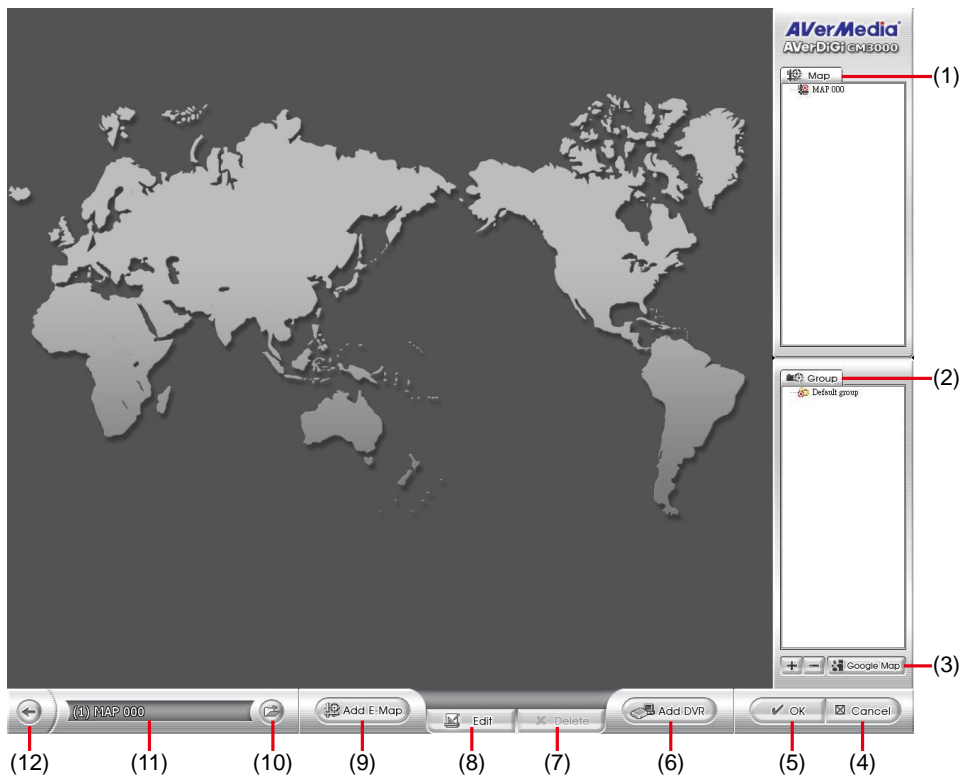 AVerMedia
AVerDiGi CM3000
Map
(1)
MAP 000
Group
(2)
Default group
+ − Google Map
(3)
(1) MAP 000
Add E-Map
Edit
Delete
Add DVR
OK
Cancel
(12) (11) (10) (9) (8) (7) (6) (5) (4)